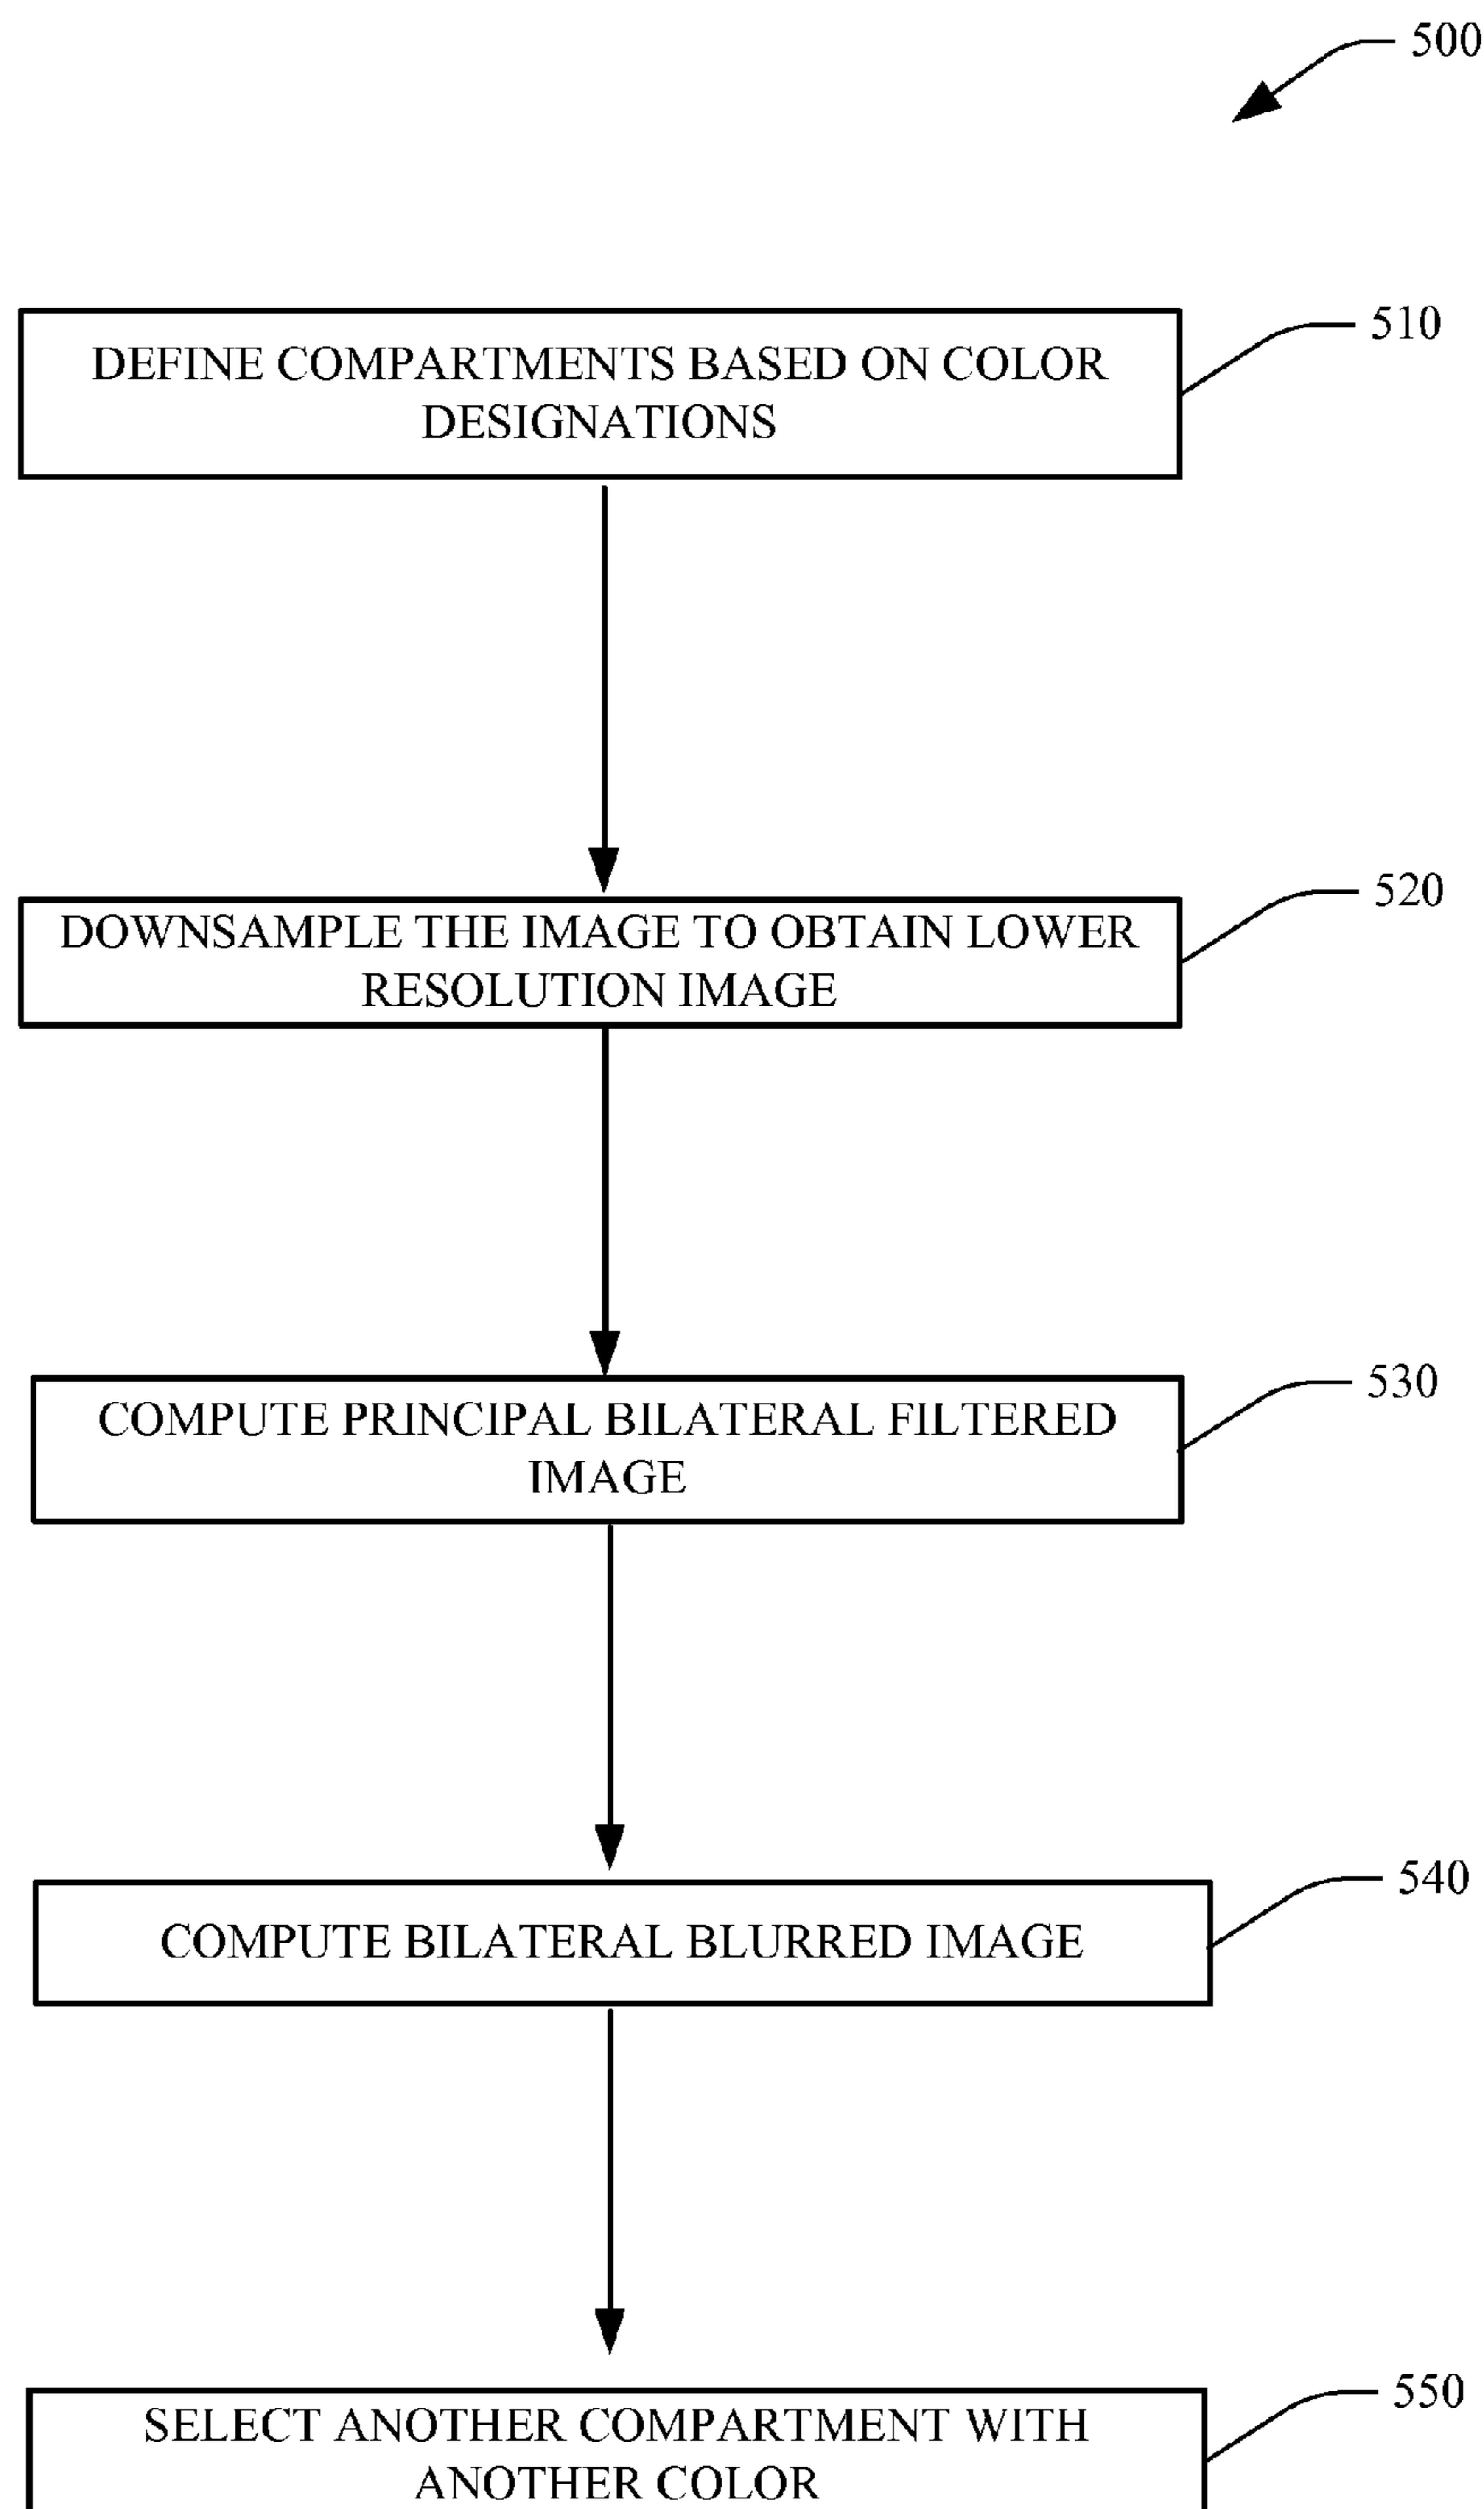 500
510
DEFINE COMPARTMENTS BASED ON COLOR
DESIGNATIONS
520
DOWNSAMPLE THE IMAGE TO OBTAIN LOWER
RESOLUTION IMAGE
530
COMPUTE PRINCIPAL BILATERAL FILTERED
IMAGE
540
COMPUTE BILATERAL BLURRED IMAGE
550
SELECT ANOTHER COMPARTMENT WITH
ANOTHER COLOR